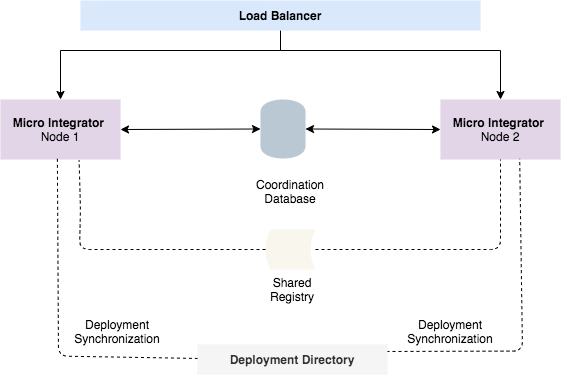 Load Balancer
Micro Integrator
Node 1
Micro Integrator
Node 2
Coordination
Database
Shared
Registry
Deployment
Synchronization
Deployment
Synchronization
Deployment Directory